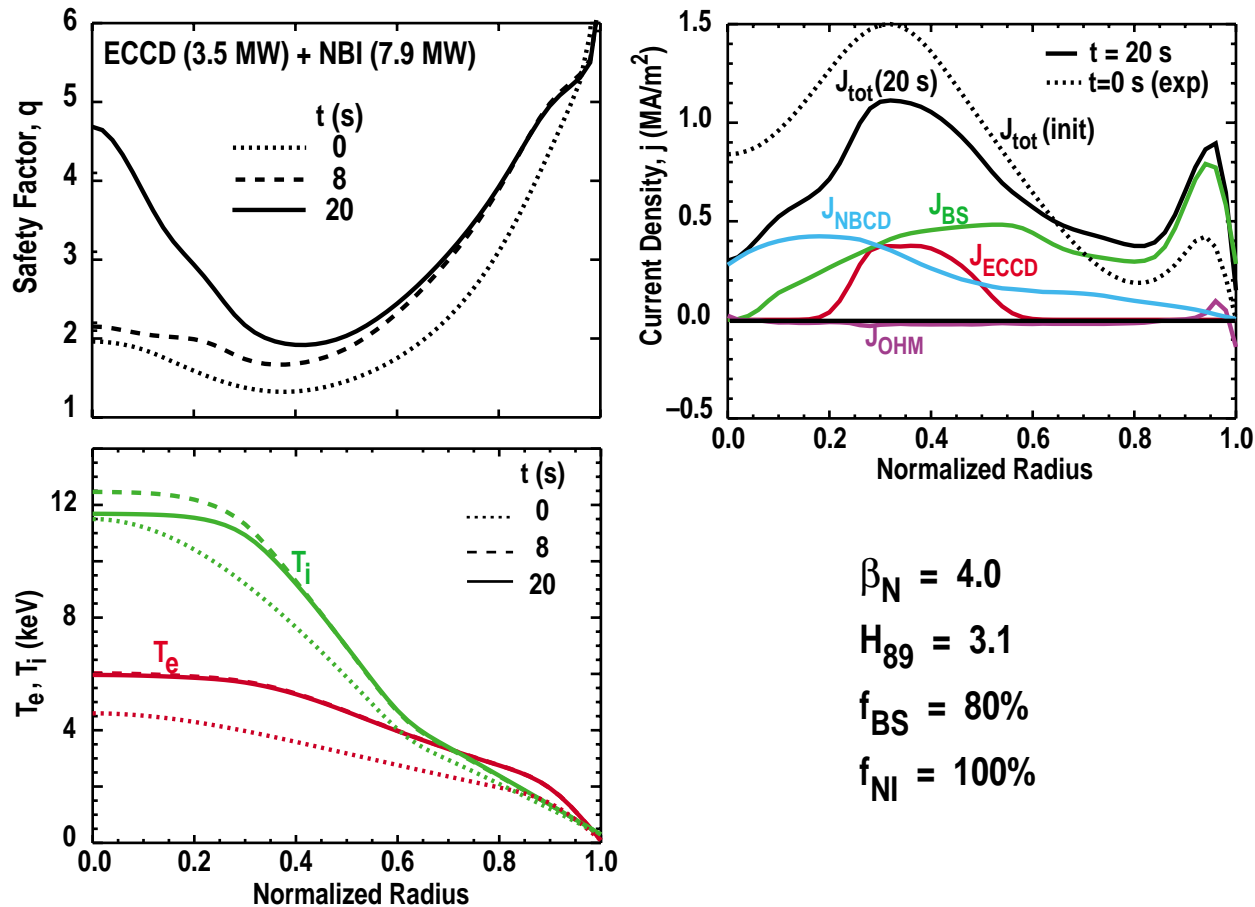 ECCD (3.5 MW) + NBI (7.9 MW)
t (s)
0
8
20
6
5
4
3
2
1
Safety Factor, q
t = 20 s
t=0 s (exp)
J_tot (20 s)
J_tot (init)
J_NBCD
J_BS
J_ECCD
J_OHM
1.5
1.0
0.5
0.0
−0.5
Current Density, j (MA/m²)
0.0 0.2 0.4 0.6 0.8 1.0
Normalized Radius
t (s)
0
8
20
T_i
T_e
12
8
4
0
T_e, T_i (keV)
0.0 0.2 0.4 0.6 0.8 1.0
Normalized Radius
β_N = 4.0
H_89 = 3.1
f_BS = 80%
f_NI = 100%